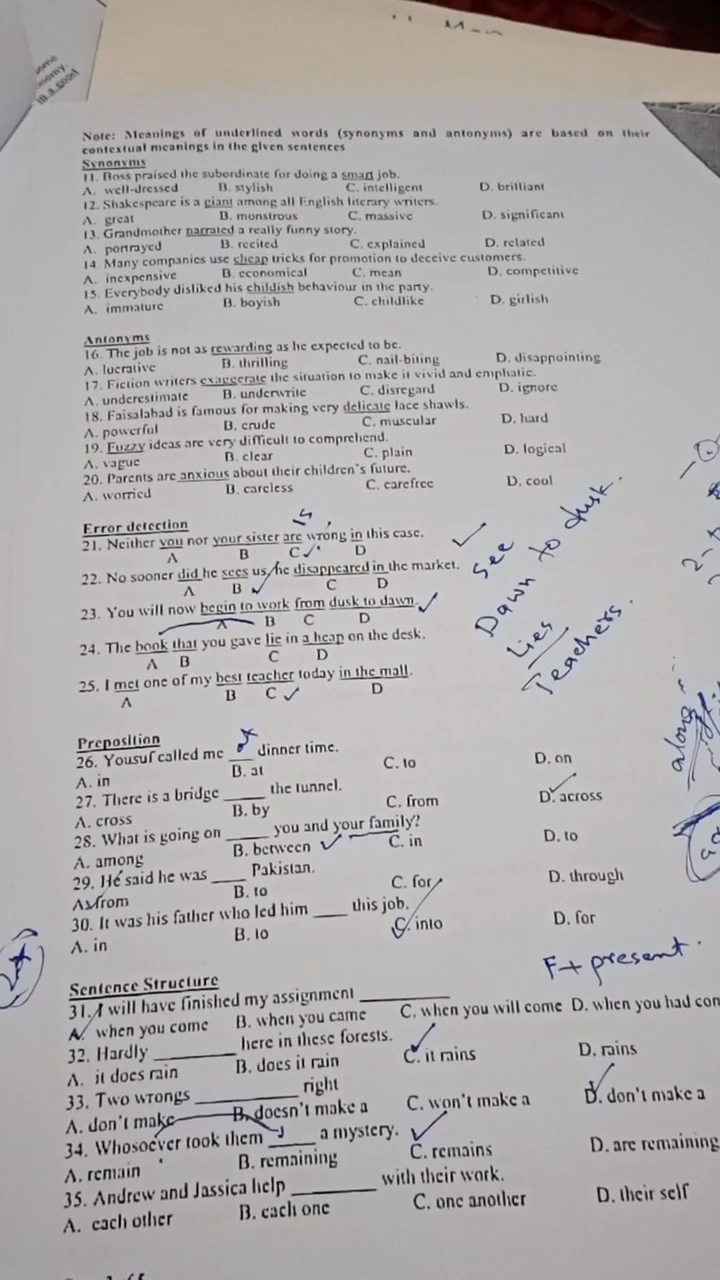 ome
nomy.
in a good
Note: Meanings of underlined words (synonyms and antonyms) are based on their
contextual meanings in the given sentences
Synonyms
11. Boss praised the subordinate for doing a smart job.
A. well-dressed B. stylish C. intelligent D. brilliant
12. Shakespeare is a giant among all English literary writers.
A. great B. monstrous C. massive D. significant
13. Grandmother narrated a really funny story.
A. portrayed B. recited C. explained D. related
14. Many companies use cheap tricks for promotion to deceive customers.
A. inexpensive B. economical C. mean D. competitive
15. Everybody disliked his childish behaviour in the party.
A. immature B. boyish C. childlike D. girlish
Antonyms
16. The job is not as rewarding as he expected to be.
A. lucrative B. thrilling C. nail-biting D. disappointing
17. Fiction writers exaggerate the situation to make it vivid and emphatic.
A. underestimate B. underwrite C. disregard D. ignore
18. Faisalabad is famous for making very delicate lace shawls.
A. powerful B. crude C. muscular D. hard
19. Fuzzy ideas are very difficult to comprehend.
A. vague B. clear C. plain D. logical
20. Parents are anxious about their children's future.
A. worried B. careless C. carefree D. cool
Error detection
is
21. Neither you nor your sister are wrong in this case.
A B C D
22. No sooner did he sees us, he disappeared in the market.
A B C D
see
23. You will now begin to work from dusk to dawn.
A B C D
Dawn to dusk.
24. The book that you gave lie in a heap on the desk.
A B C D
Lies
25. I met one of my best teacher today in the mall.
A B C D
Teachers.
Preposition
at
26. Yousuf called me ___ dinner time.
A. in B. at C. to D. on
27. There is a bridge _____ the tunnel.
A. cross B. by C. from D. across
28. What is going on _____ you and your family?
A. among B. between C. in D. to
29. He said he was ____ Pakistan.
A. from B. to C. for D. through
30. It was his father who led him ____ this job.
A. in B. to C. into D. for
along
F + present.
Sentence Structure
31. I will have finished my assignment __________
A. when you come B. when you came C. when you will come D. when you had con
32. Hardly _________ here in these forests.
A. it does rain B. does it rain C. it rains D. rains
33. Two wrongs ___________ right
A. don't make B. doesn't make a C. won't make a D. don't make a
34. Whosoever took them _____ a mystery.
A. remain B. remaining C. remains D. are remaining
35. Andrew and Jassica help _________ with their work.
A. each other B. each one C. one another D. their self